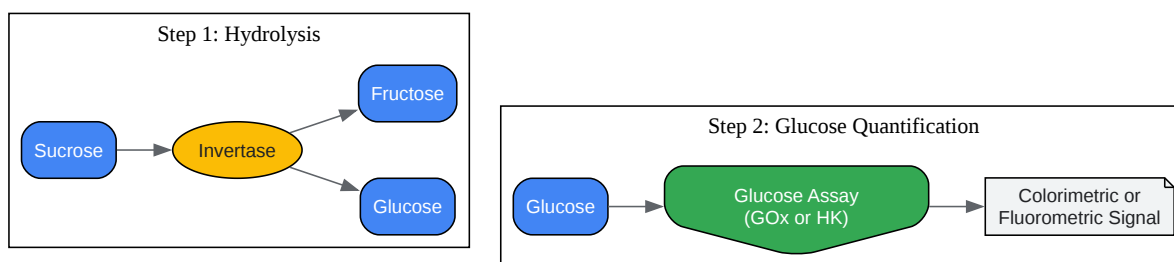 Step 1: Hydrolysis
Sucrose
Invertase
Fructose
Glucose
Step 2: Glucose Quantification
Glucose
Glucose Assay
(GOx or HK)
Colorimetric or
Fluorometric Signal